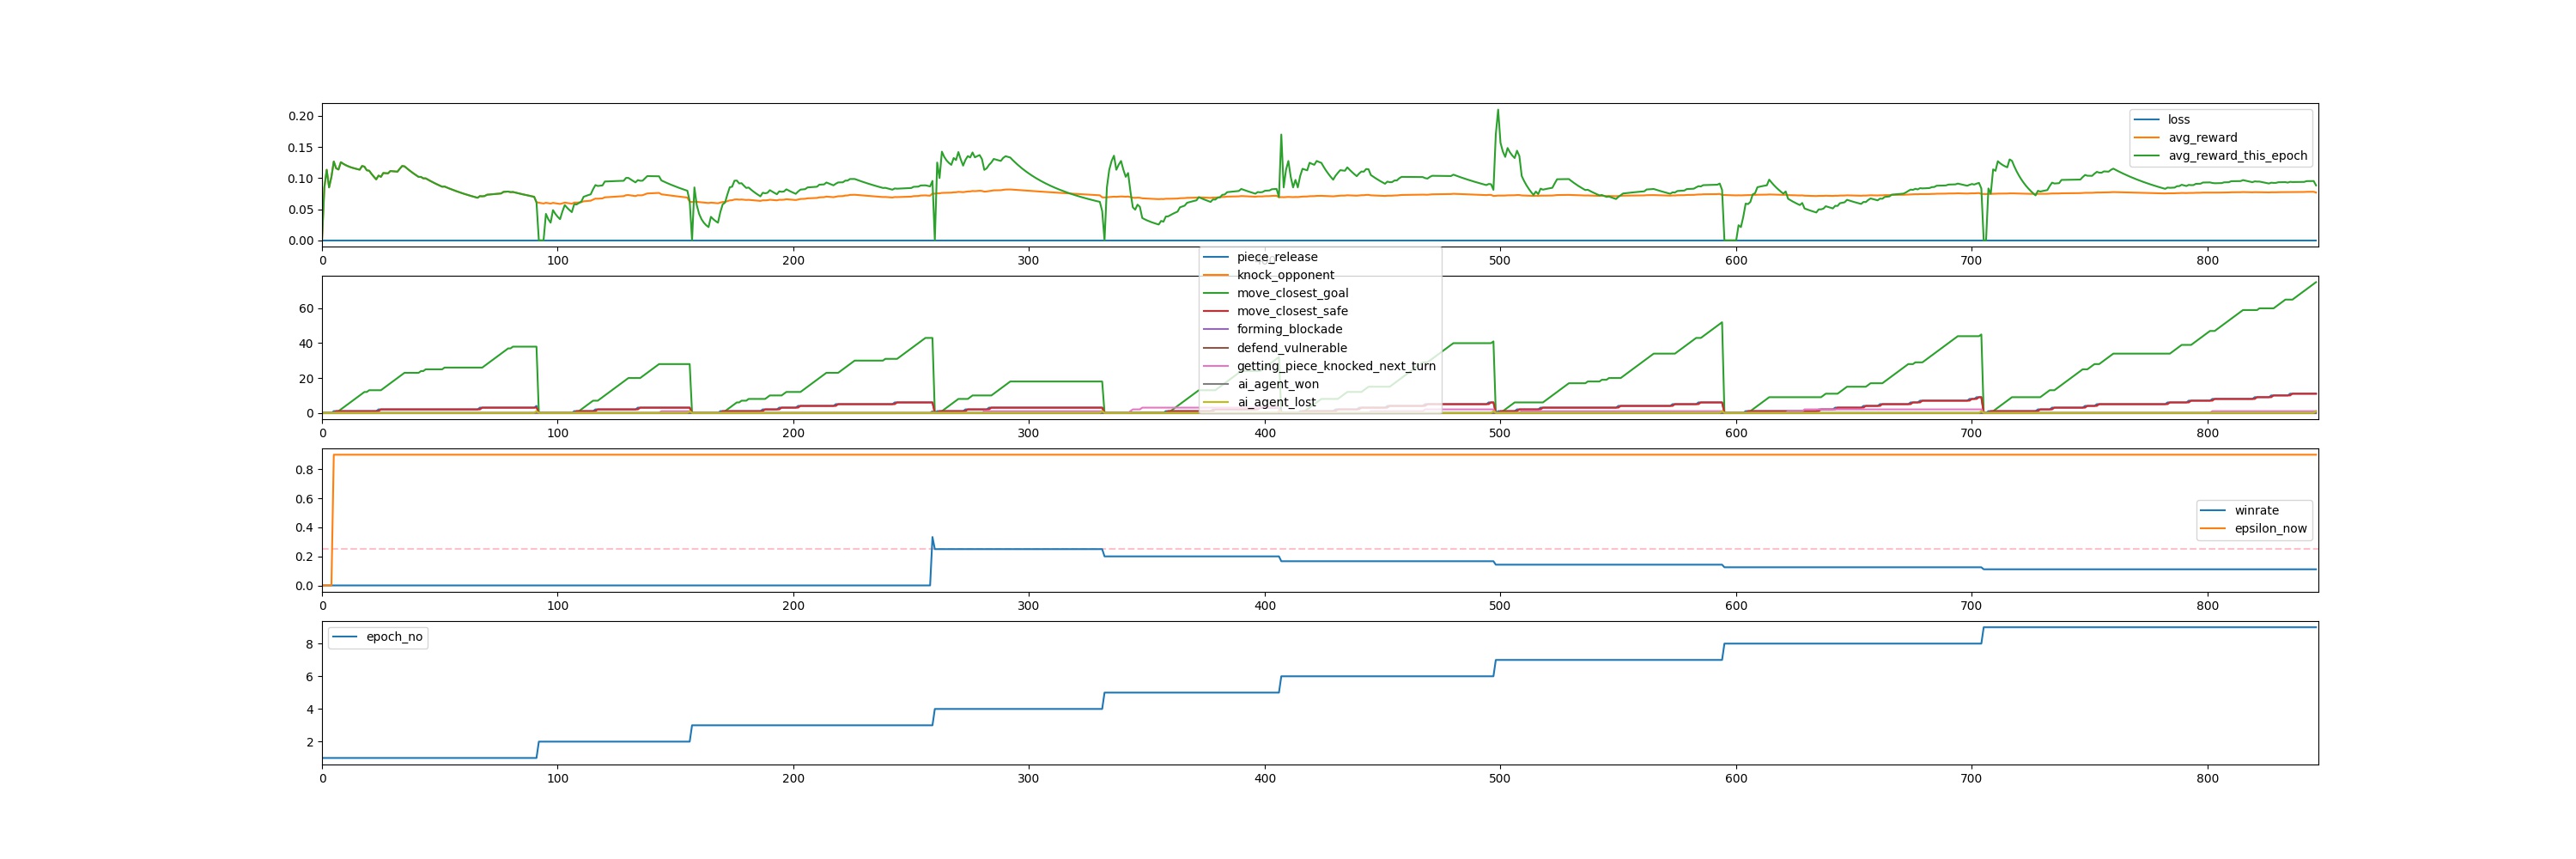 0.20
0.15
0.10
0.05
0.00
loss
avg_reward
avg_reward_this_epoch
0 100 200 300 400 500 600 700 800
60
40
20
0
piece_release
knock_opponent
move_closest_goal
move_closest_safe
forming_blockade
defend_vulnerable
getting_piece_knocked_next_turn
ai_agent_won
ai_agent_lost
0 100 200 300 400 500 600 700 800
0.8
0.6
0.4
0.2
0.0
winrate
epsilon_now
0 100 200 300 400 500 600 700 800
epoch_no
8
6
4
2
0 100 200 300 400 500 600 700 800